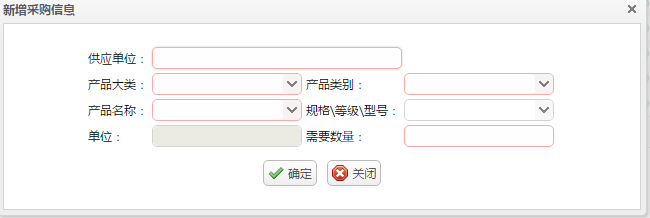 新增采购信息
供应单位：
产品大类： 产品类别：
产品名称： 规格\等级\型号：
单位： 需要数量：
确定 关闭